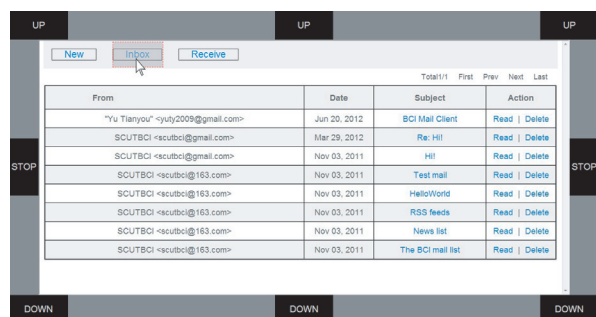 UP UP UP
New Inbox Receive
Total1/1 First Prev Next Last
From Date Subject Action
"Yu Tianyou" <yuty2009@gmail.com> Jun 20, 2012 BCI Mail Client Read | Delete
SCUTBCI <scutbci@gmail.com> Mar 29, 2012 Re: Hi! Read | Delete
SCUTBCI <scutbci@gmail.com> Nov 03, 2011 Hi! Read | Delete
STOP STOP
SCUTBCI <scutbci@163.com> Nov 03, 2011 Test mail Read | Delete
SCUTBCI <scutbci@163.com> Nov 03, 2011 HelloWorld Read | Delete
SCUTBCI <scutbci@163.com> Nov 03, 2011 RSS feeds Read | Delete
SCUTBCI <scutbci@163.com> Nov 03, 2011 News list Read | Delete
SCUTBCI <scutbci@163.com> Nov 03, 2011 The BCI mail list Read | Delete
DOWN DOWN DOWN